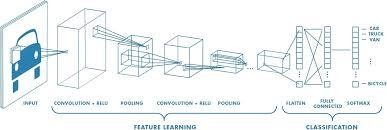 CAR
TRUCK
VAN
BICYCLE
INPUT
CONVOLUTION + RELU
POOLING
CONVOLUTION + RELU
POOLING
FLATTEN
FULLY CONNECTED
SOFTMAX
FEATURE LEARNING
CLASSIFICATION